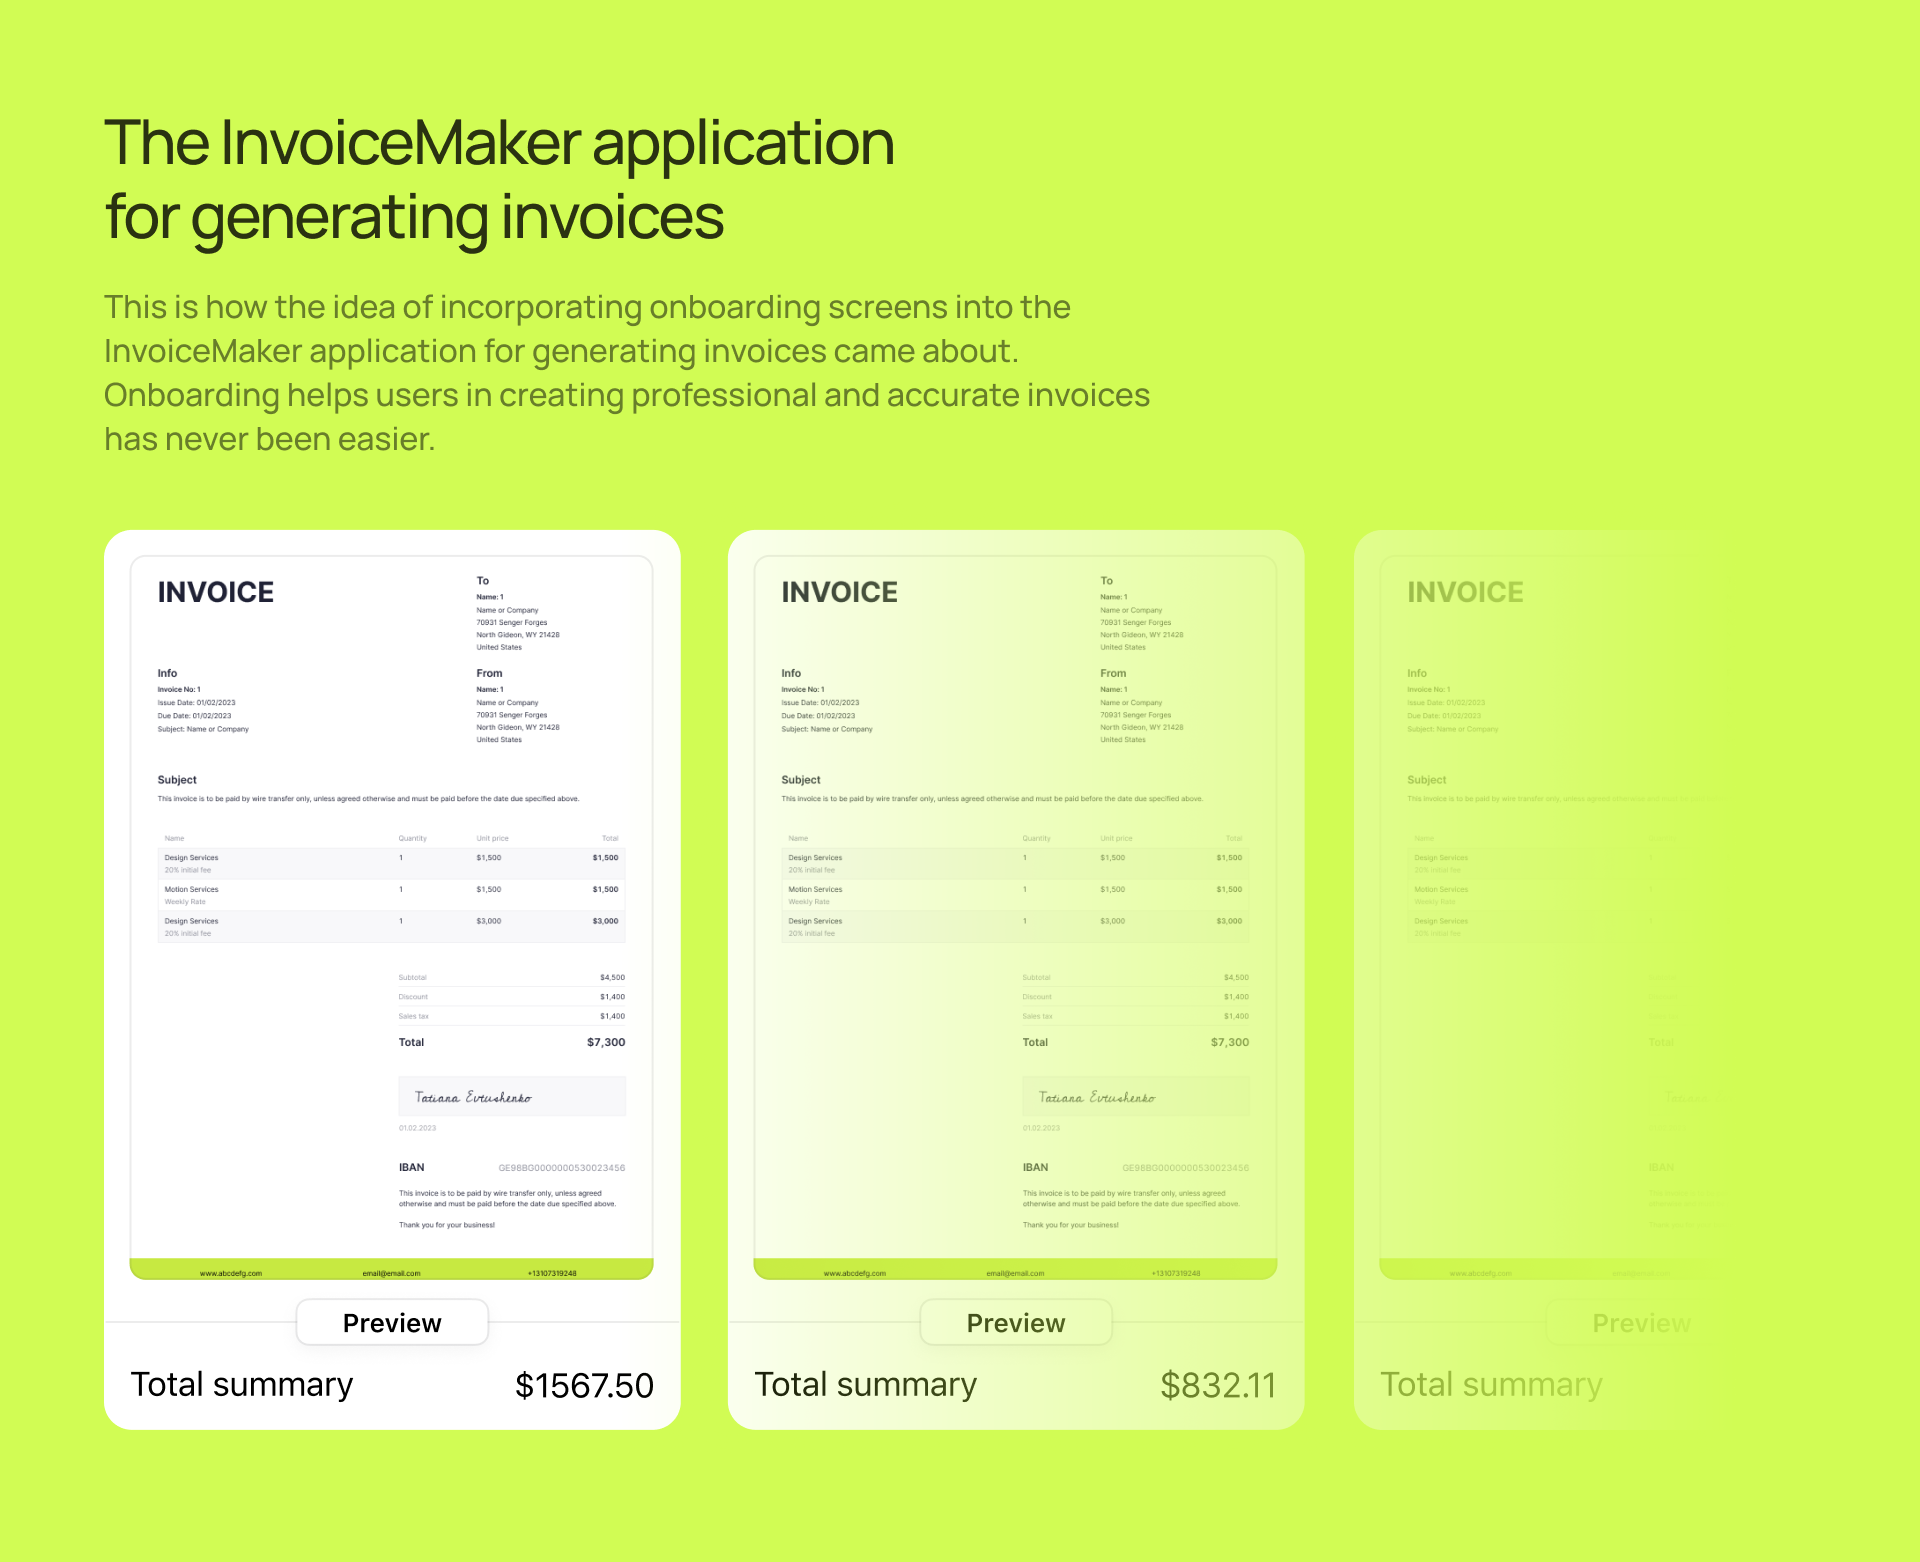 The InvoiceMaker application
for generating invoices
This is how the idea of incorporating onboarding screens into the
InvoiceMaker application for generating invoices came about.
Onboarding helps users in creating professional and accurate invoices
has never been easier.
INVOICE
To
Name: 1
Name or Company
70931 Senger Forges
North Gideon, WY 21428
United States
Info
Invoice No: 1
Issue Date: 01/02/2023
Due Date: 01/02/2023
Subject: Name or Company
From
Name: 1
Name or Company
70931 Senger Forges
North Gideon, WY 21428
United States
Subject
This invoice is to be paid by wire transfer only, unless agreed otherwise and must be paid before the date due specified above.
Name Quantity Unit price Total
Design Services 1 $1,500 $1,500
20% initial fee
Motion Services 1 $1,500 $1,500
Weekly Rate
Design Services 1 $3,000 $3,000
20% initial fee
Subtotal $4,500
Discount $1,400
Sales tax $1,400
Total $7,300
Tatiana Evtushenko
01.02.2023
IBAN GE98BG0000000530023456
This invoice is to be paid by wire transfer only, unless agreed
otherwise and must be paid before the date due specified above.
Thank you for your business!
www.abcdefg.com email@email.com +13107319248
Preview
Total summary $1567.50
INVOICE
To
Name: 1
Name or Company
70931 Senger Forges
North Gideon, WY 21428
United States
Info
Invoice No: 1
Issue Date: 01/02/2023
Due Date: 01/02/2023
Subject: Name or Company
From
Name: 1
Name or Company
70931 Senger Forges
North Gideon, WY 21428
United States
Subject
This invoice is to be paid by wire transfer only, unless agreed otherwise and must be paid before the date due specified above.
Name Quantity Unit price Total
Design Services 1 $1,500 $1,500
20% initial fee
Motion Services 1 $1,500 $1,500
Weekly Rate
Design Services 1 $3,000 $3,000
20% initial fee
Subtotal $4,500
Discount $1,400
Sales tax $1,400
Total $7,300
Tatiana Evtushenko
01.02.2023
IBAN GE98BG0000000530023456
This invoice is to be paid by wire transfer only, unless agreed
otherwise and must be paid before the date due specified above.
Thank you for your business!
www.abcdefg.com email@email.com +13107319248
Preview
Total summary $832.11
INVOICE
Info
Invoice No: 1
Issue Date: 01/02/2023
Due Date: 01/02/2023
Subject: Name or Company
Subject
This invoice is to be paid by wire transfer only, unless agreed otherwise
Name
Design Services
20% initial fee
Motion Services
Weekly Rate
Design Services
20% initial fee
Total
IBAN
www.abcdefg.com
Preview
Total summary